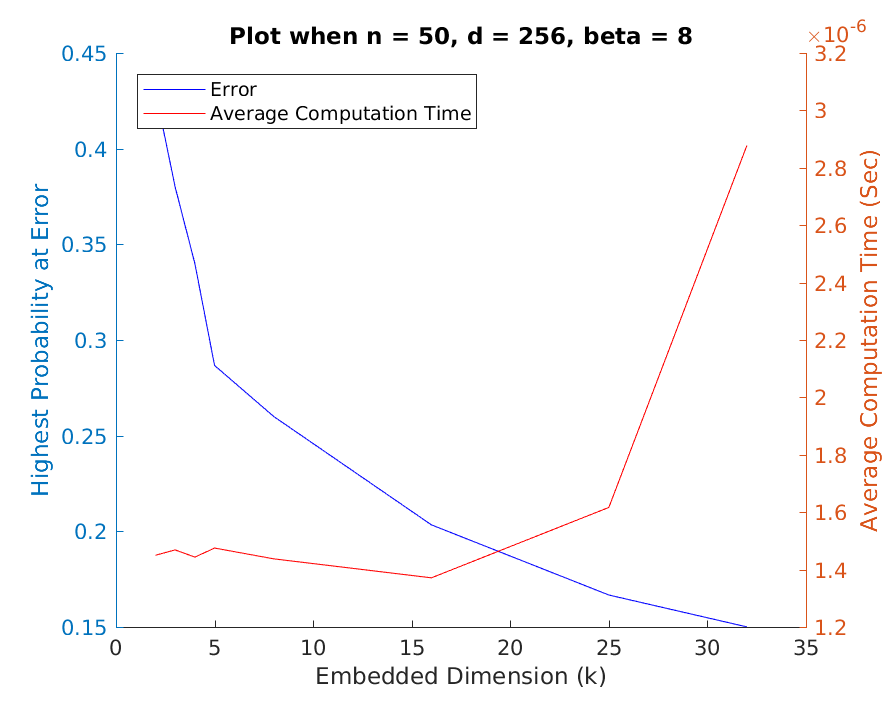 Plot when n = 50, d = 256, beta = 8
×10-6
Error
Average Computation Time
Highest Probability at Error
0.45
0.4
0.35
0.3
0.25
0.2
0.15
3.2
3
2.8
2.6
2.4
2.2
2
1.8
1.6
1.4
1.2
Average Computation Time (Sec)
0 5 10 15 20 25 30 35
Embedded Dimension (k)